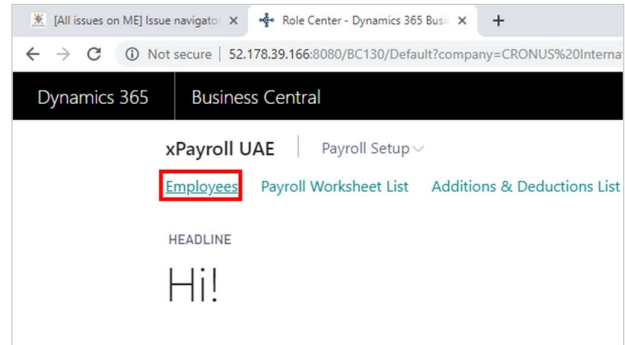 [All issues on ME] Issue navigato
Role Center - Dynamics 365 Busi
Not secure | 52.178.39.166:8080/BC130/Default?company=CRONUS%20Interna
Dynamics 365 Business Central
xPayroll UAE Payroll Setup
Employees Payroll Worksheet List Additions & Deductions List
HEADLINE
Hi!